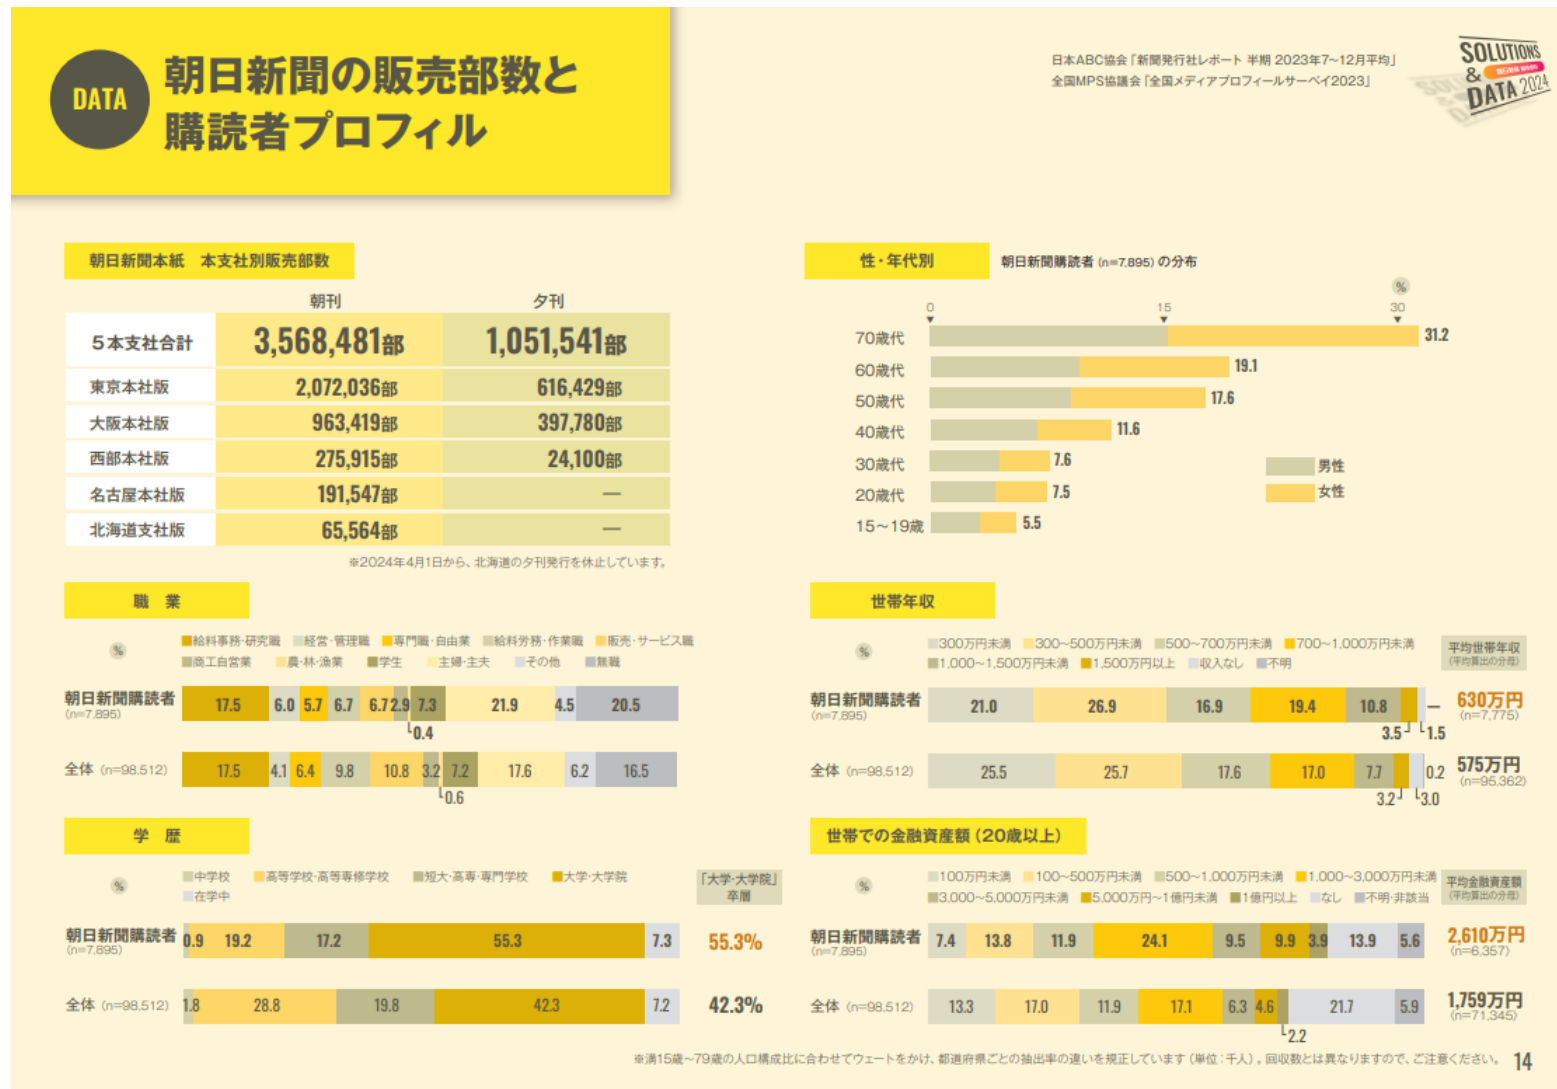 DATA
朝日新聞の販売部数と
購読者プロフィル
日本ABC協会「新聞発行社レポート 半期 2023年7~12月平均」
全国MPS協議会「全国メディアプロフィールサーベイ2023」
SOLUTIONS
&
DATA 2024
朝日新聞本紙 本支社別販売部数
朝刊 夕刊
5本支社合計 3,568,481部 1,051,541部
東京本社版 2,072,036部 616,429部
大阪本社版 963,419部 397,780部
西部本社版 275,915部 24,100部
名古屋本社版 191,547部 —
北海道支社版 65,564部 —
※2024年4月1日から、北海道の夕刊発行を休止しています。
性・年代別 朝日新聞購読者 (n=7,895) の分布
%
0 15 30
70歳代 31.2
60歳代 19.1
50歳代 17.6
40歳代 11.6
30歳代 7.6
20歳代 7.5
15~19歳 5.5
男性
女性
職 業
%
給料事務・研究職 経営・管理職 専門職・自由業 給料労務・作業職 販売・サービス職
商工自営業 農・林・漁業 学生 主婦・主夫 その他 無職
朝日新聞購読者 17.5 6.0 5.7 6.7 6.7 2.9 7.3 21.9 4.5 20.5
(n=7,895)
0.4
全体 (n=98,512) 17.5 4.1 6.4 9.8 10.8 3.2 7.2 17.6 6.2 16.5
0.6
世帯年収
%
300万円未満 300~500万円未満 500~700万円未満 700~1,000万円未満
1,000~1,500万円未満 1,500万円以上 収入なし 不明
平均世帯年収
(平均算出の分母)
朝日新聞購読者 21.0 26.9 16.9 19.4 10.8 — 630万円
(n=7,895) (n=7,775)
3.5 1.5
全体 (n=98,512) 25.5 25.7 17.6 17.0 7.7 0.2 575万円
(n=95,362)
3.2 3.0
学 歴
%
中学校 高等学校・高等専修学校 短大・高専・専門学校 大学・大学院
在学中
「大学・大学院」
卒層
朝日新聞購読者 0.9 19.2 17.2 55.3 7.3 55.3%
(n=7,895)
全体 (n=98,512) 1.8 28.8 19.8 42.3 7.2 42.3%
世帯での金融資産額(20歳以上)
%
100万円未満 100~500万円未満 500~1,000万円未満 1,000~3,000万円未満
3,000~5,000万円未満 5,000万円~1億円未満 1億円以上 なし 不明・非該当
平均金融資産額
(平均算出の分母)
朝日新聞購読者 7.4 13.8 11.9 24.1 9.5 9.9 3.9 13.9 5.6 2,610万円
(n=7,895) (n=6,357)
全体 (n=98,512) 13.3 17.0 11.9 17.1 6.3 4.6 21.7 5.9 1,759万円
(n=71,345)
2.2
※満15歳~79歳の人口構成比に合わせてウェートをかけ、都道府県ごとの抽出率の違いを規正しています(単位:千人)。回収数とは異なりますので、ご注意ください。 14